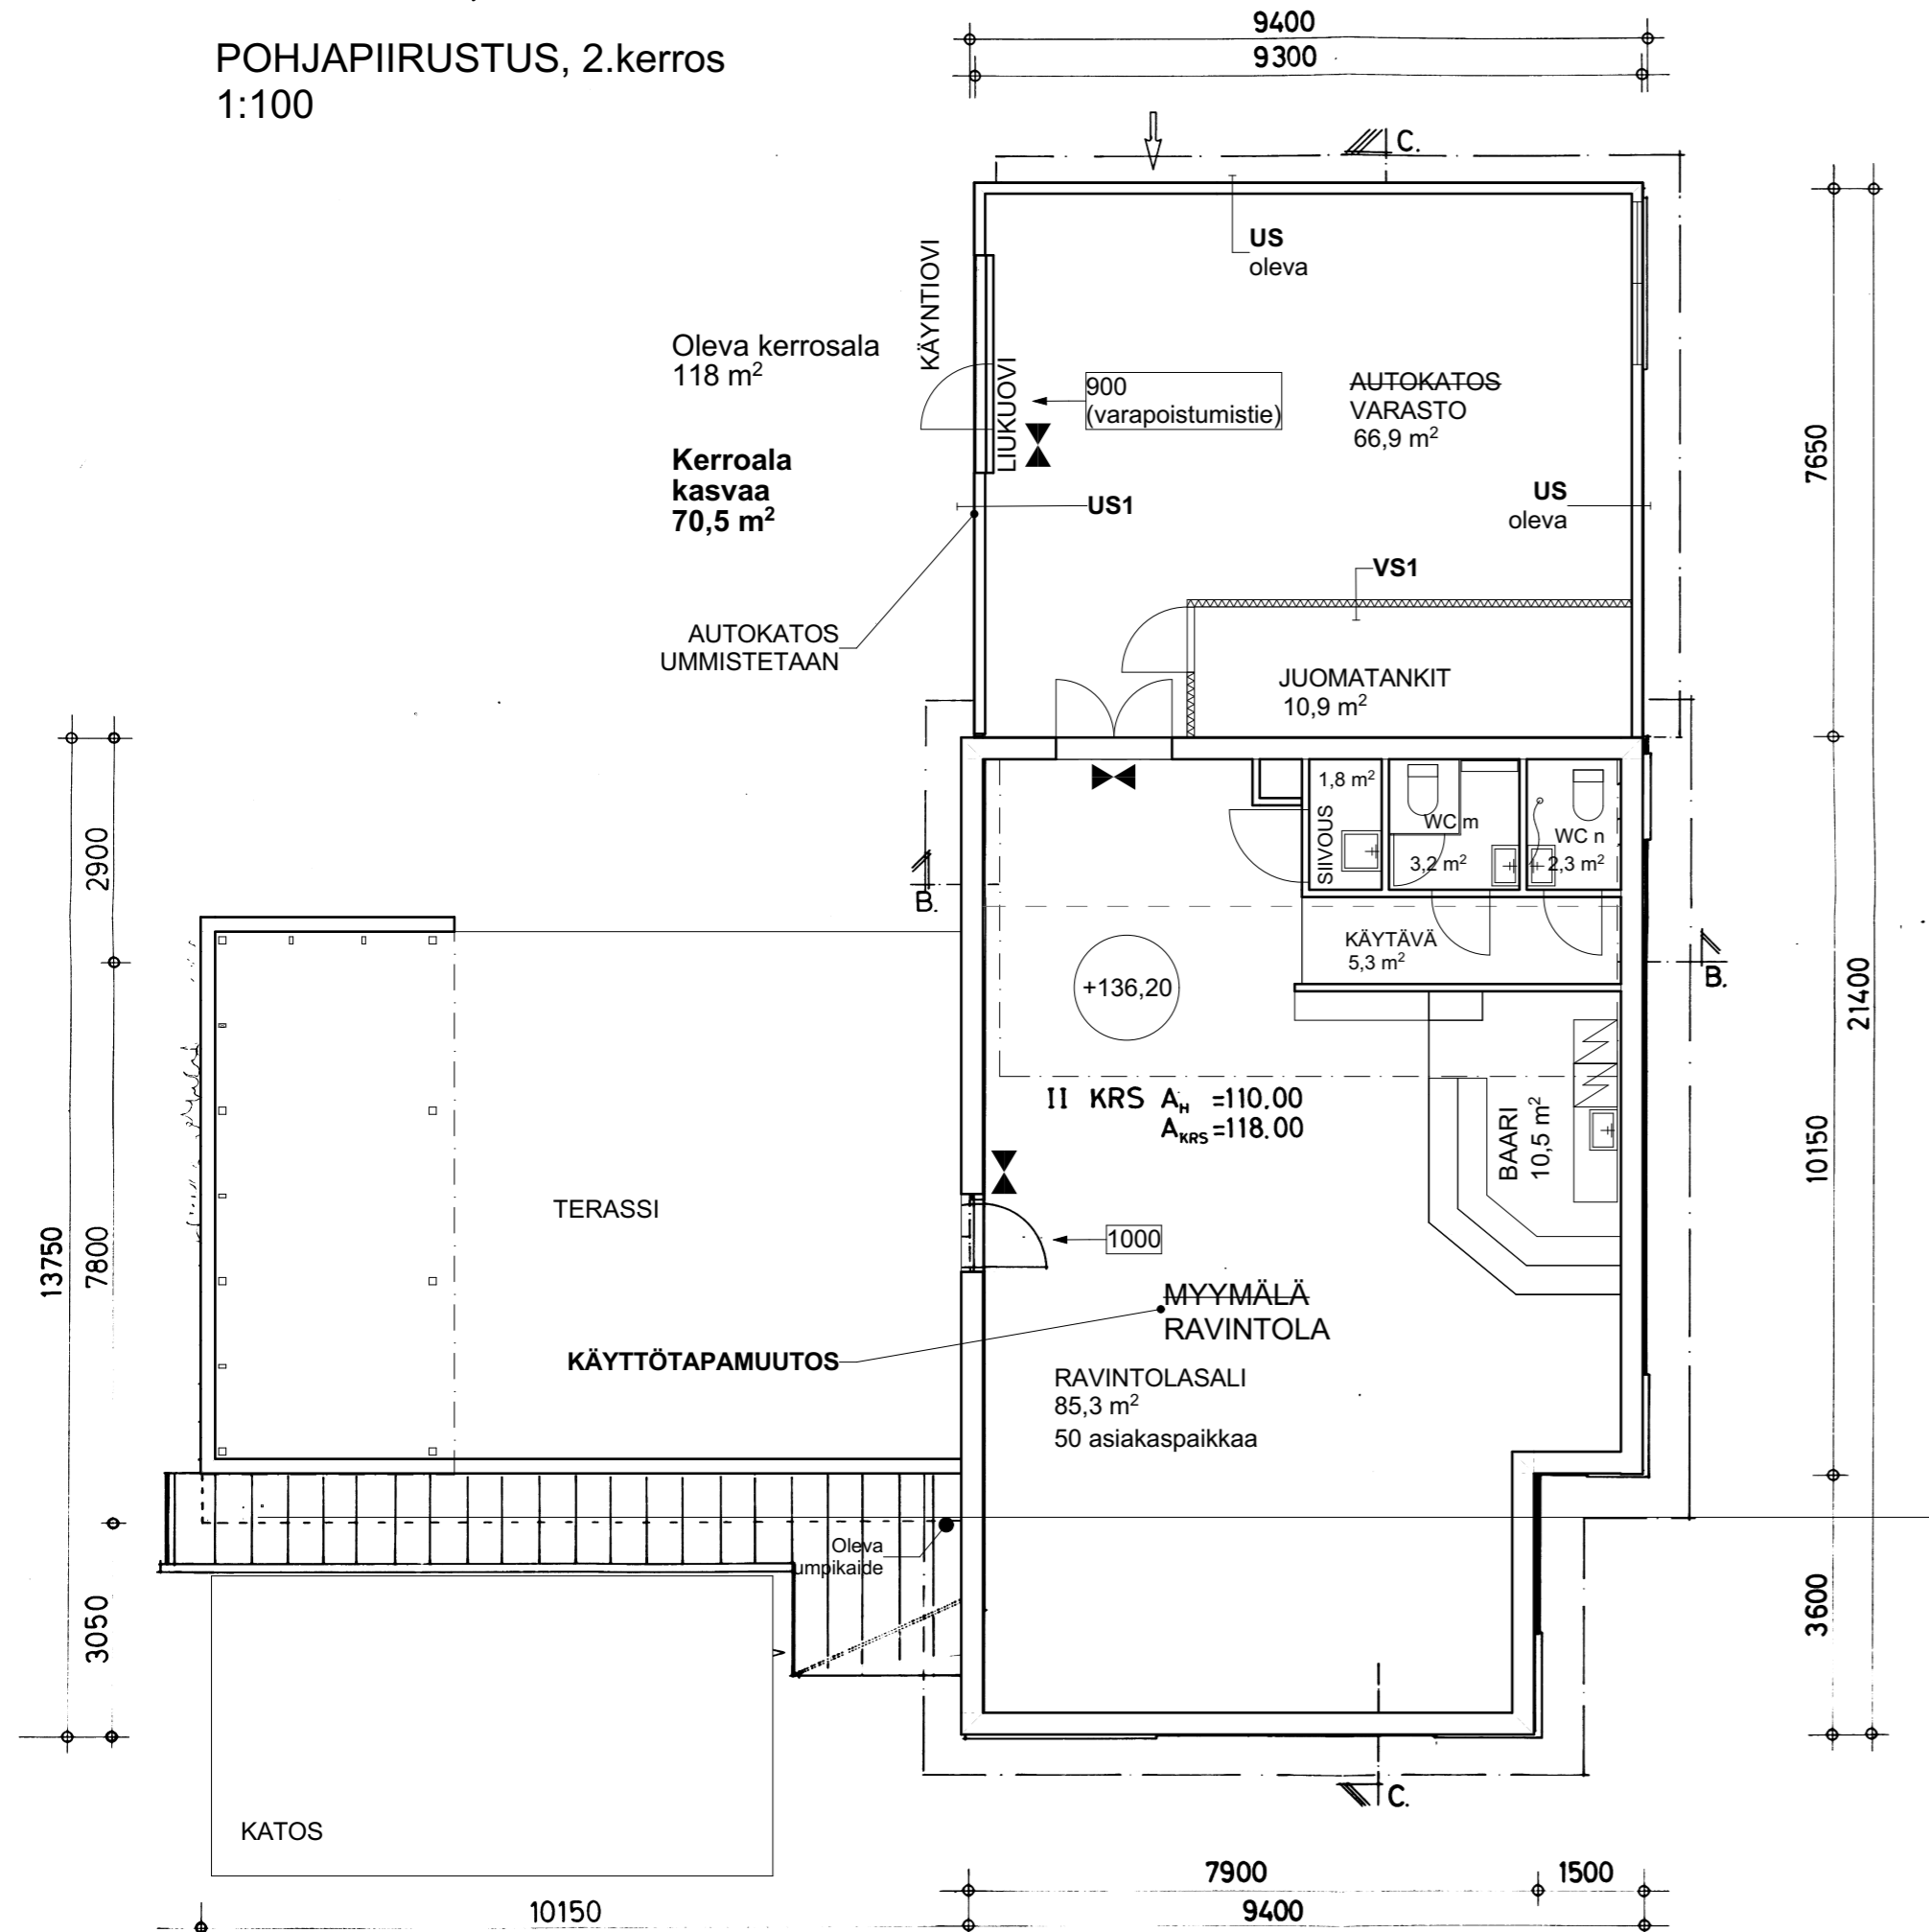 9400
POHJAPIIRUSTUS, 2.kerros
9300
1:100
C.
US
oleva
KÄYNTIOVI
Oleva kerrosala
118 m²
LIUKUOVI
900
(varapoistumistie)
AUTOKATOS
VARASTO
66,9 m²
7650
Kerroala
kasvaa
70,5 m²
US1
US
oleva
VS1
AUTOKATOS
UMMISTETAAN
JUOMATANKIT
10,9 m²
1,8 m²
SIIVOUS
WC m
3,2 m²
WC n
2,3 m²
2900
B.
KÄYTÄVÄ
5,3 m²
+136,20
B.
21400
II KRS AH =110.00
AKRS =118.00
BAARI
10,5 m²
10150
TERASSI
13750
7800
1000
MYYMÄLÄ
RAVINTOLA
KÄYTTÖTAPAMUUTOS
RAVINTOLASALI
85,3 m²
50 asiakaspaikkaa
Oleva
umpikaide
3050
3600
KATOS
C.
7900
1500
10150
9400